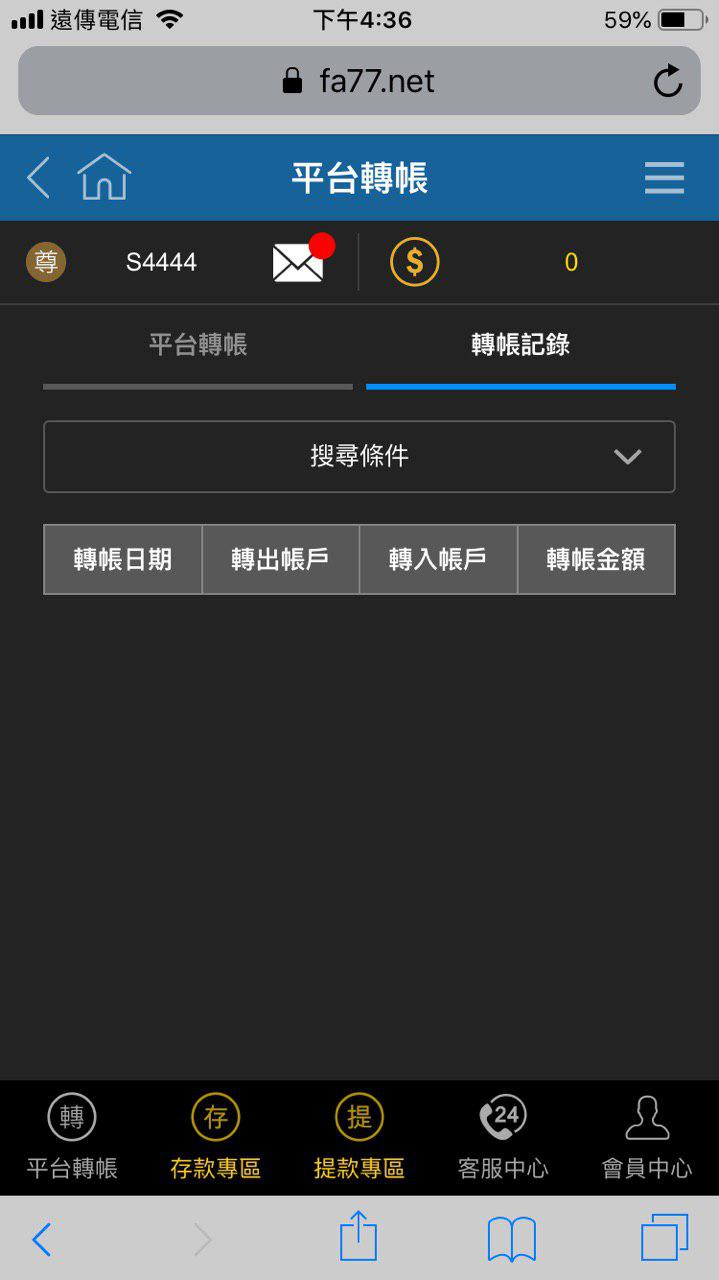 遠傳電信 下午4:36 59%
fa77.net
平台轉帳
尊 S4444 $ 0
平台轉帳 轉帳記錄
搜尋條件
轉帳日期 轉出帳戶 轉入帳戶 轉帳金額
轉 存 提 24
平台轉帳 存款專區 提款專區 客服中心 會員中心